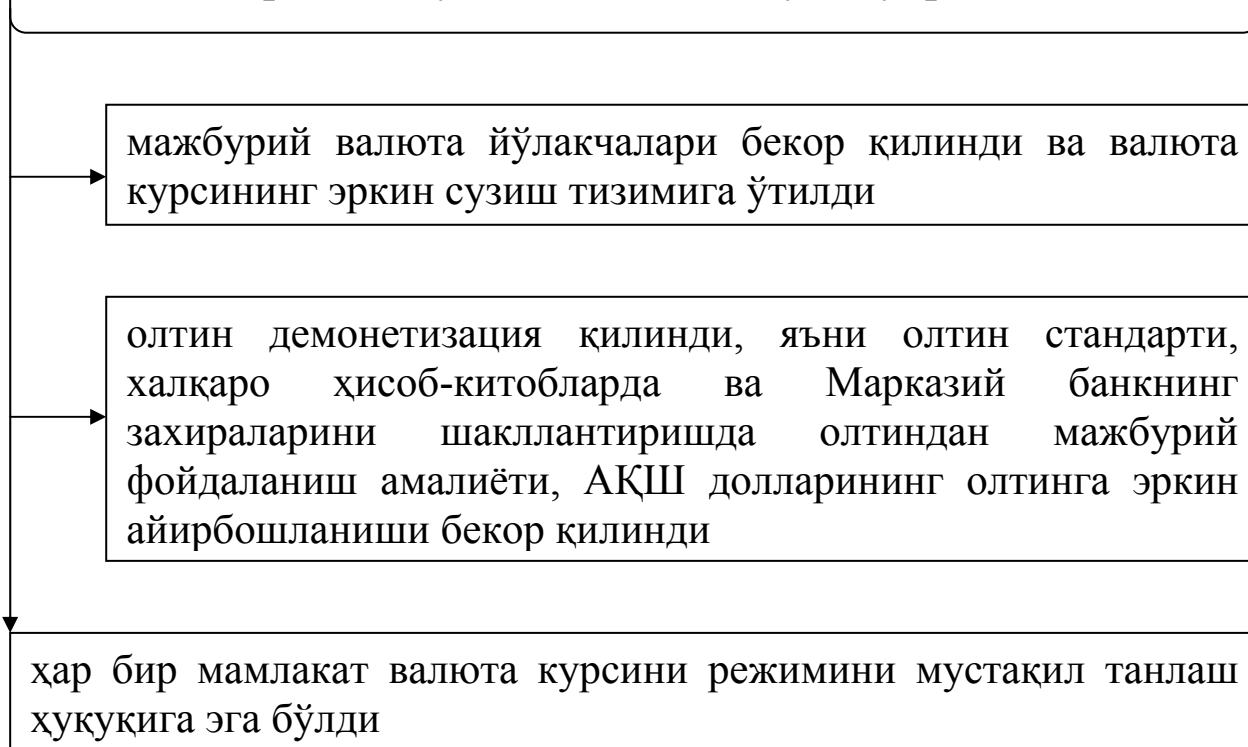 мажбурий валюта йўлакчалари бекор қилинди ва валюта
курсининг эркин сузиш тизимига ўтилди
олтин демонетизация қилинди, яъни олтин стандарти,
халқаро ҳисоб-китобларда ва Марказий банкнинг
захираларини шакллантиришда олтиндан мажбурий
фойдаланиш амалиёти, АҚШ долларининг олтинга эркин
айирбошланиши бекор қилинди
ҳар бир мамлакат валюта курсини режимини мустақил танлаш
ҳуқуқига эга бўлди